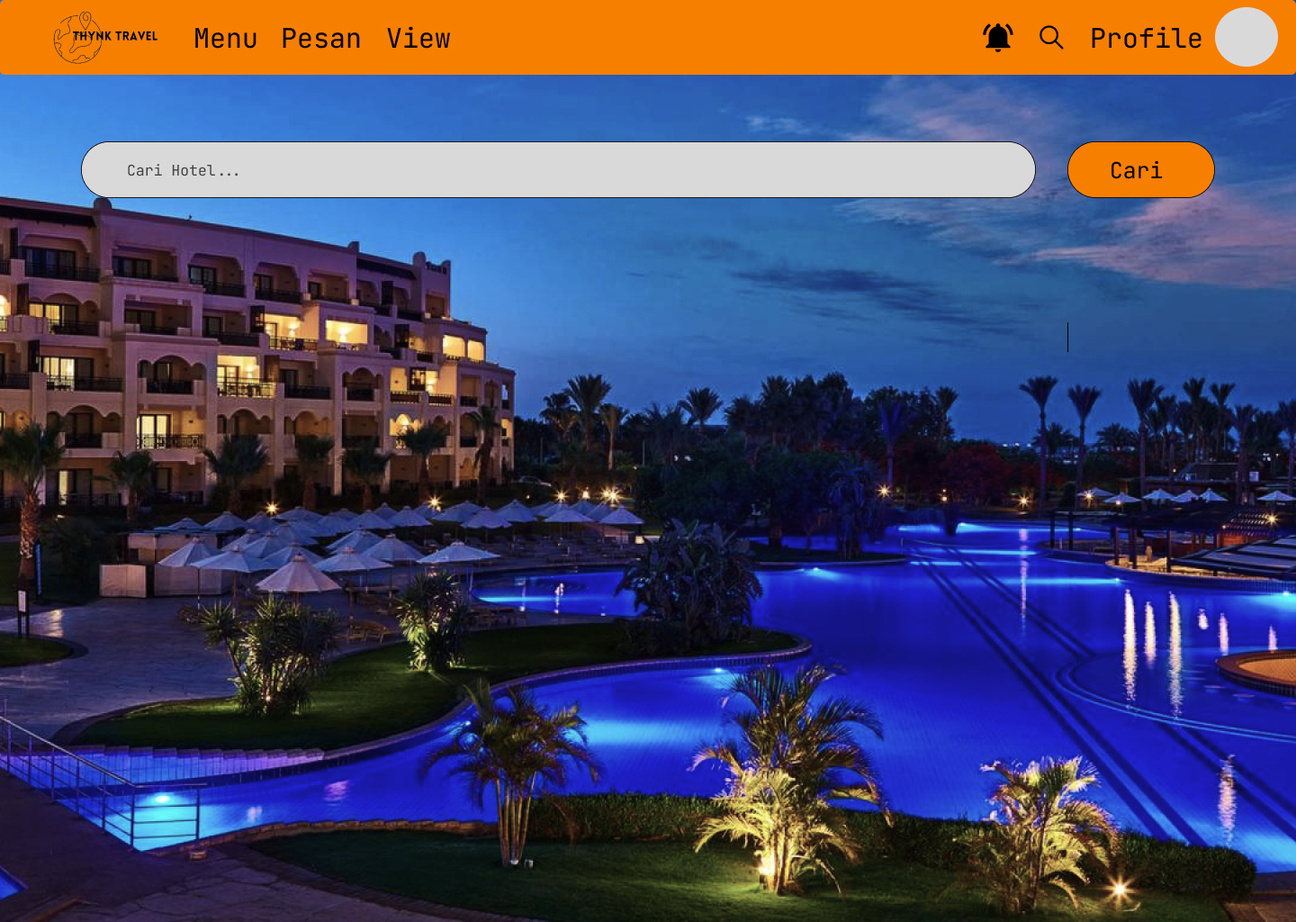 THYNK TRAVEL
Menu Pesan View
Profile
Cari Hotel...
Cari